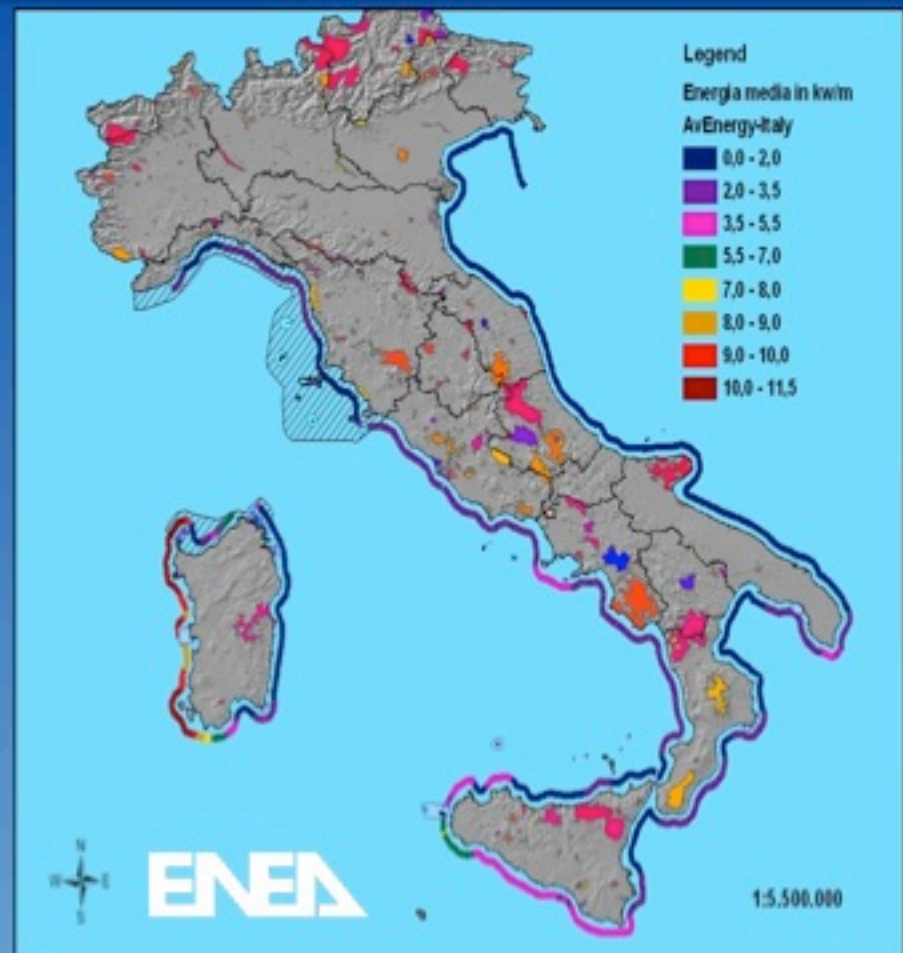 Legend
Energia media in kw/m
AvEnergy-Italy
0,0 - 2,0
2,0 - 3,5
3,5 - 5,5
5,5 - 7,0
7,0 - 8,0
8,0 - 9,0
9,0 - 10,0
10,0 - 11,5
N
W E
S
ENEA
1:5.500.000